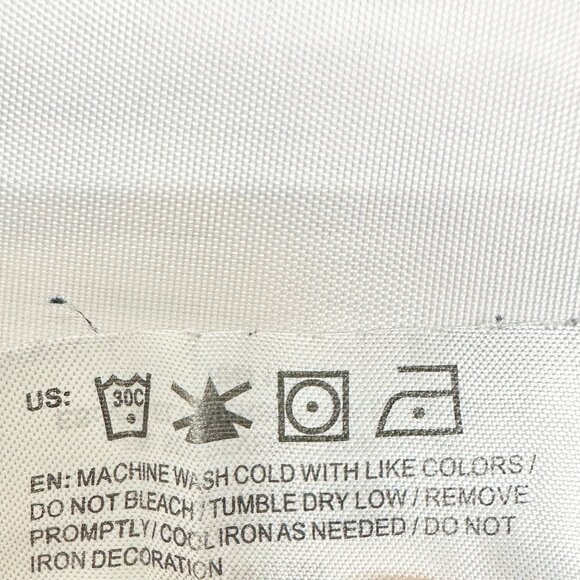 US: 30C
EN: MACHINE WASH COLD WITH LIKE COLORS /
DO NOT BLEACH / TUMBLE DRY LOW / REMOVE
PROMPTLY / COOL IRON AS NEEDED / DO NOT
IRON DECORATION